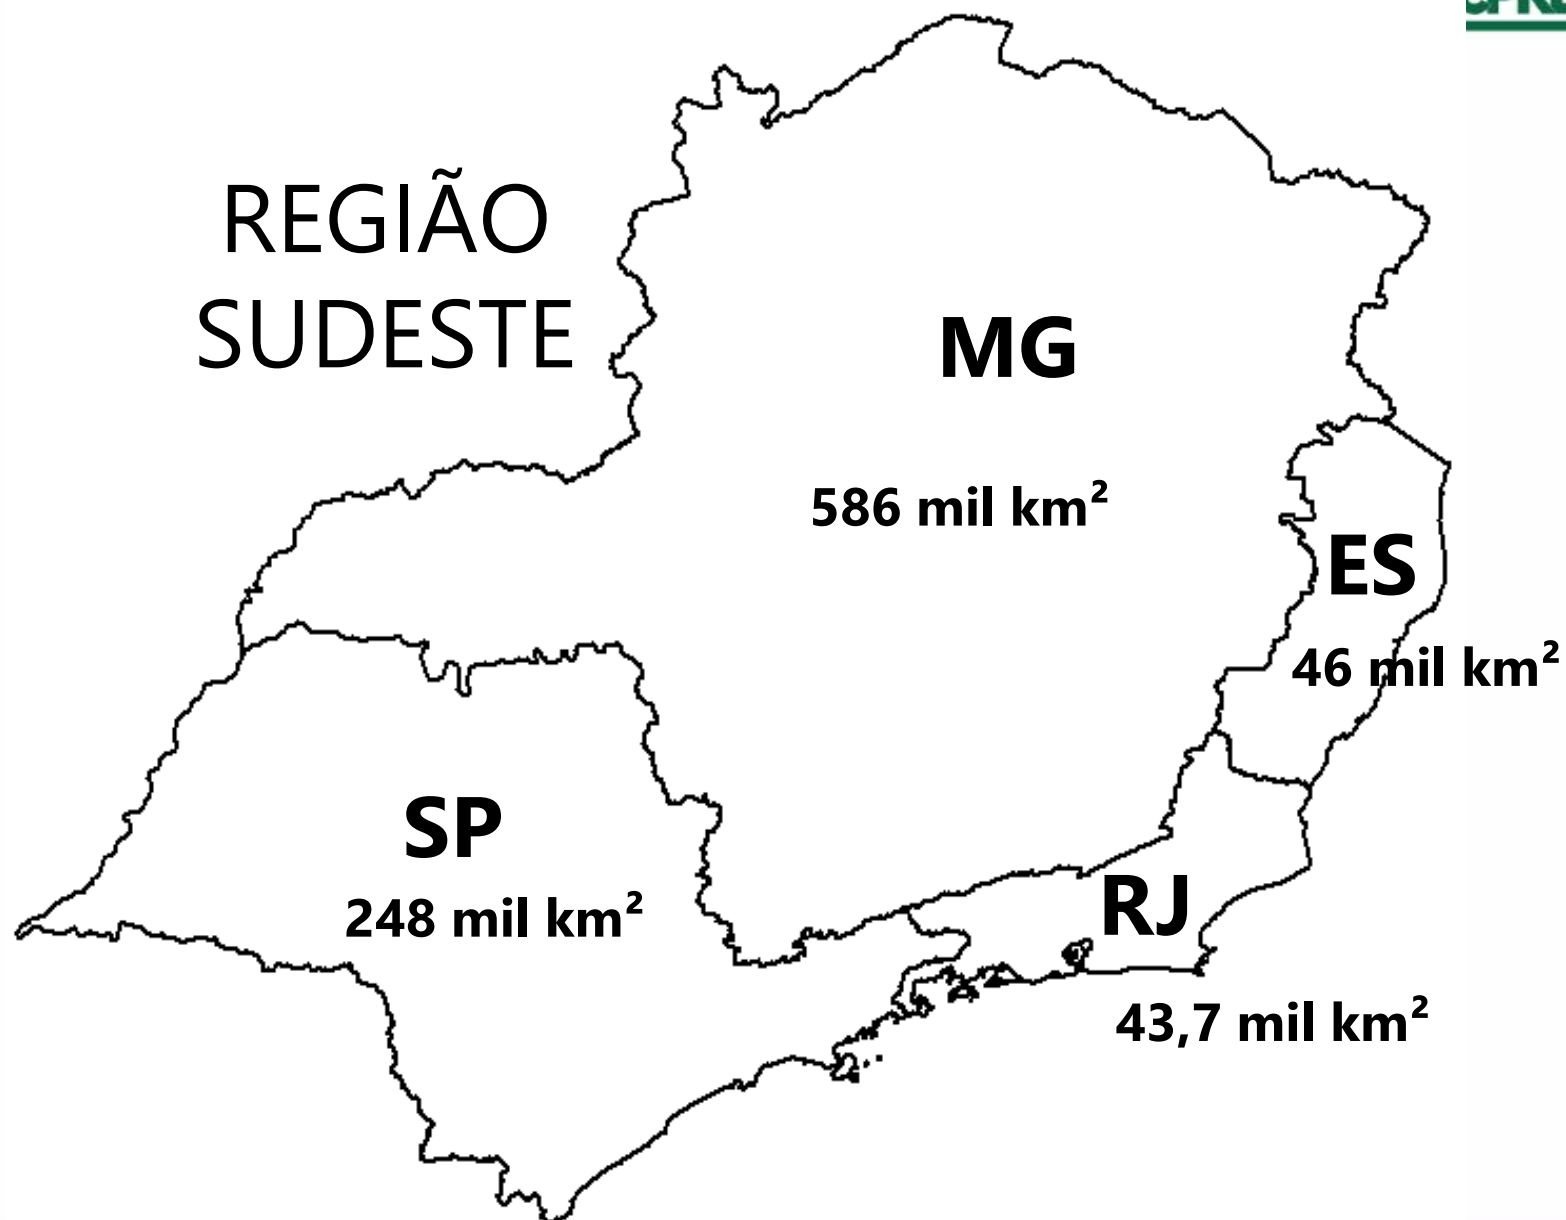 REGIÃO
SUDESTE
MG
586 mil km²
ES
46 mil km²
SP
248 mil km²
RJ
43,7 mil km²